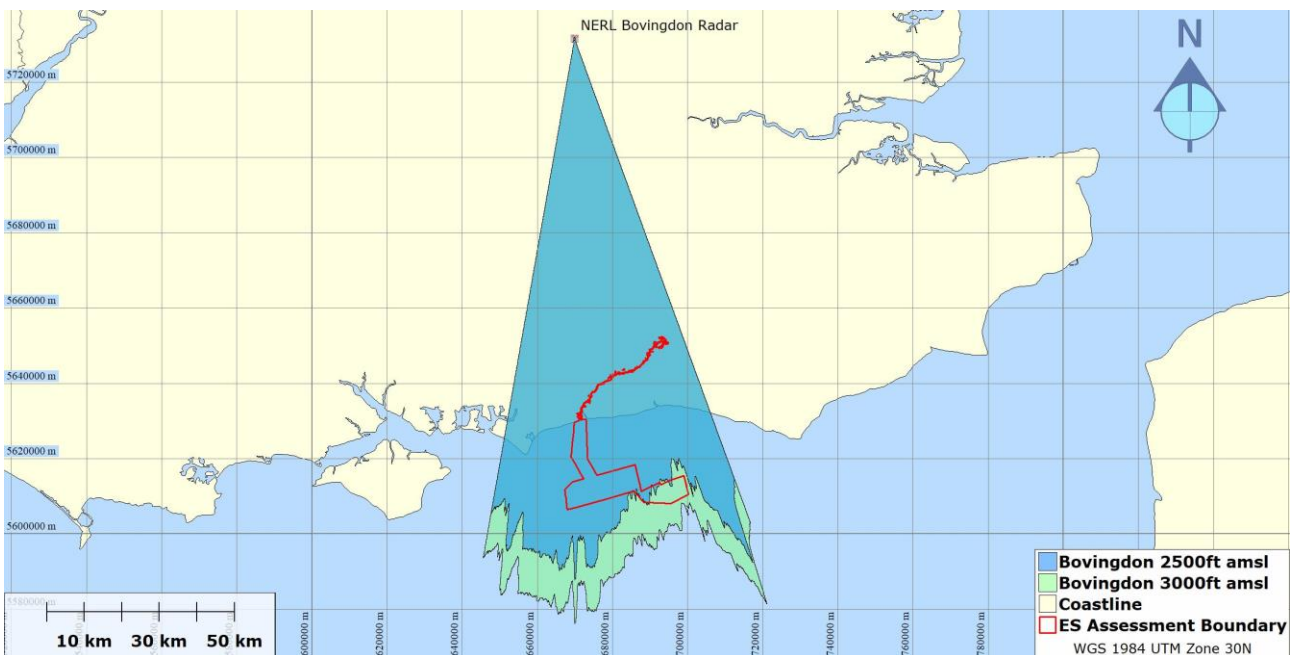 NERL Bovingdon Radar
N
5720000 m
5700000 m
5680000 m
5660000 m
5640000 m
5620000 m
5600000 m
5580000 m
600000 m
620000 m
640000 m
660000 m
680000 m
700000 m
720000 m
740000 m
760000 m
780000 m
10 km 30 km 50 km
Bovingdon 2500ft amsl
Bovingdon 3000ft amsl
Coastline
ES Assessment Boundary
WGS 1984 UTM Zone 30N